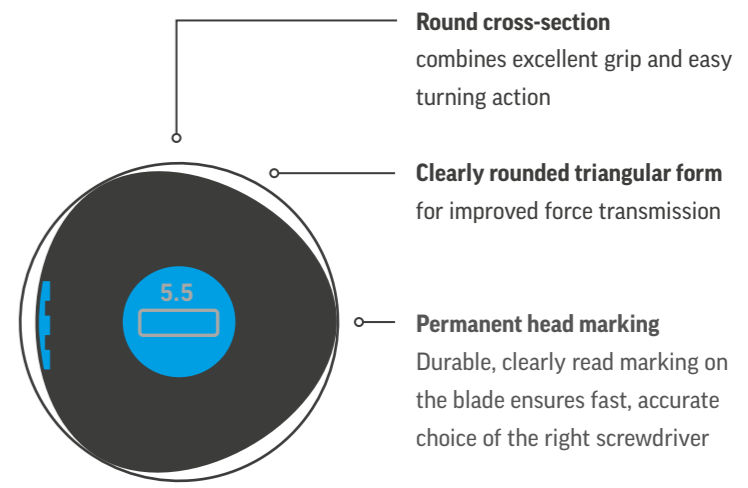 Round cross-section
combines excellent grip and easy
turning action
Clearly rounded triangular form
for improved force transmission
5.5
Permanent head marking
Durable, clearly read marking on
the blade ensures fast, accurate
choice of the right screwdriver